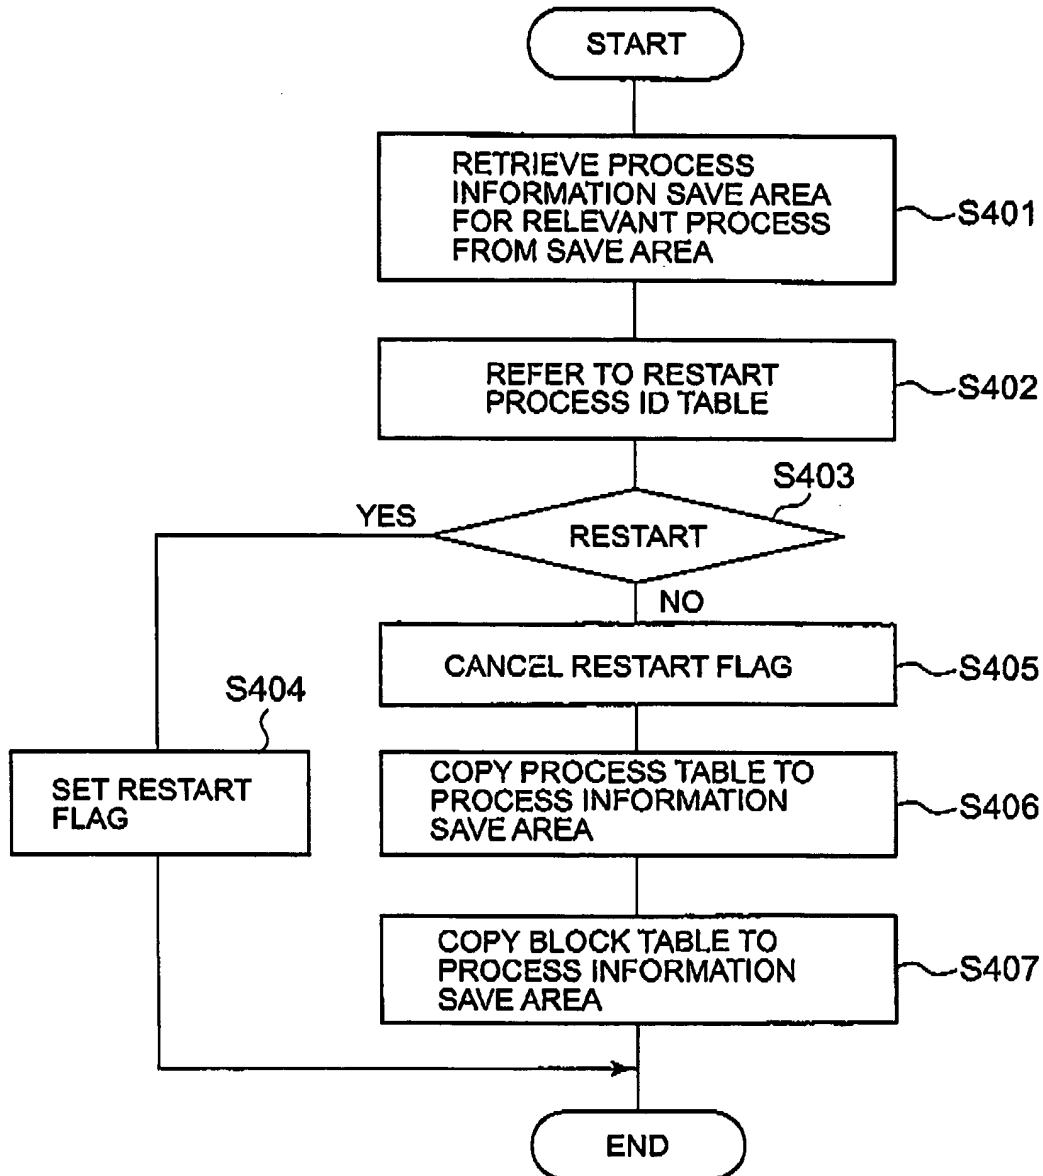 START
RETRIEVE PROCESS
INFORMATION SAVE AREA
FOR RELEVANT PROCESS
FROM SAVE AREA
S401
REFER TO RESTART
PROCESS ID TABLE
S402
S403
YES
RESTART
NO
CANCEL RESTART FLAG
S405
S404
SET RESTART
FLAG
COPY PROCESS TABLE TO
PROCESS INFORMATION
SAVE AREA
S406
COPY BLOCK TABLE TO
PROCESS INFORMATION
SAVE AREA
S407
END